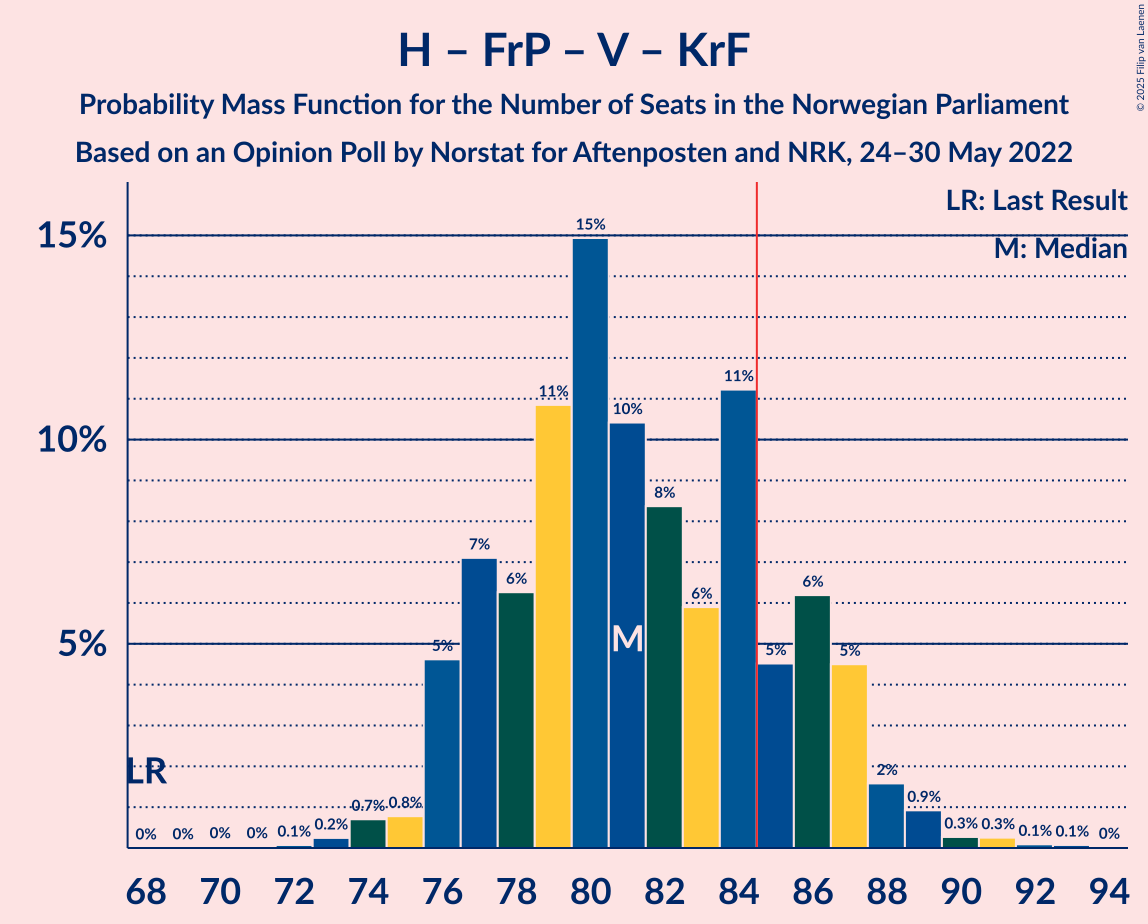 H – FrP – V – KrF
Probability Mass Function for the Number of Seats in the Norwegian Parliament
Based on an Opinion Poll by Norstat for Aftenposten and NRK, 24–30 May 2022
© 2025 Filip van Laenen
LR: Last Result
M: Median
15%
10%
5%
LR
M
0% 0% 0% 0% 0.1% 0.2% 0.7% 0.8% 5% 7% 6% 11% 15% 10% 8% 6% 11% 5% 6% 5% 2% 0.9% 0.3% 0.3% 0.1% 0.1% 0%
68 70 72 74 76 78 80 82 84 86 88 90 92 94